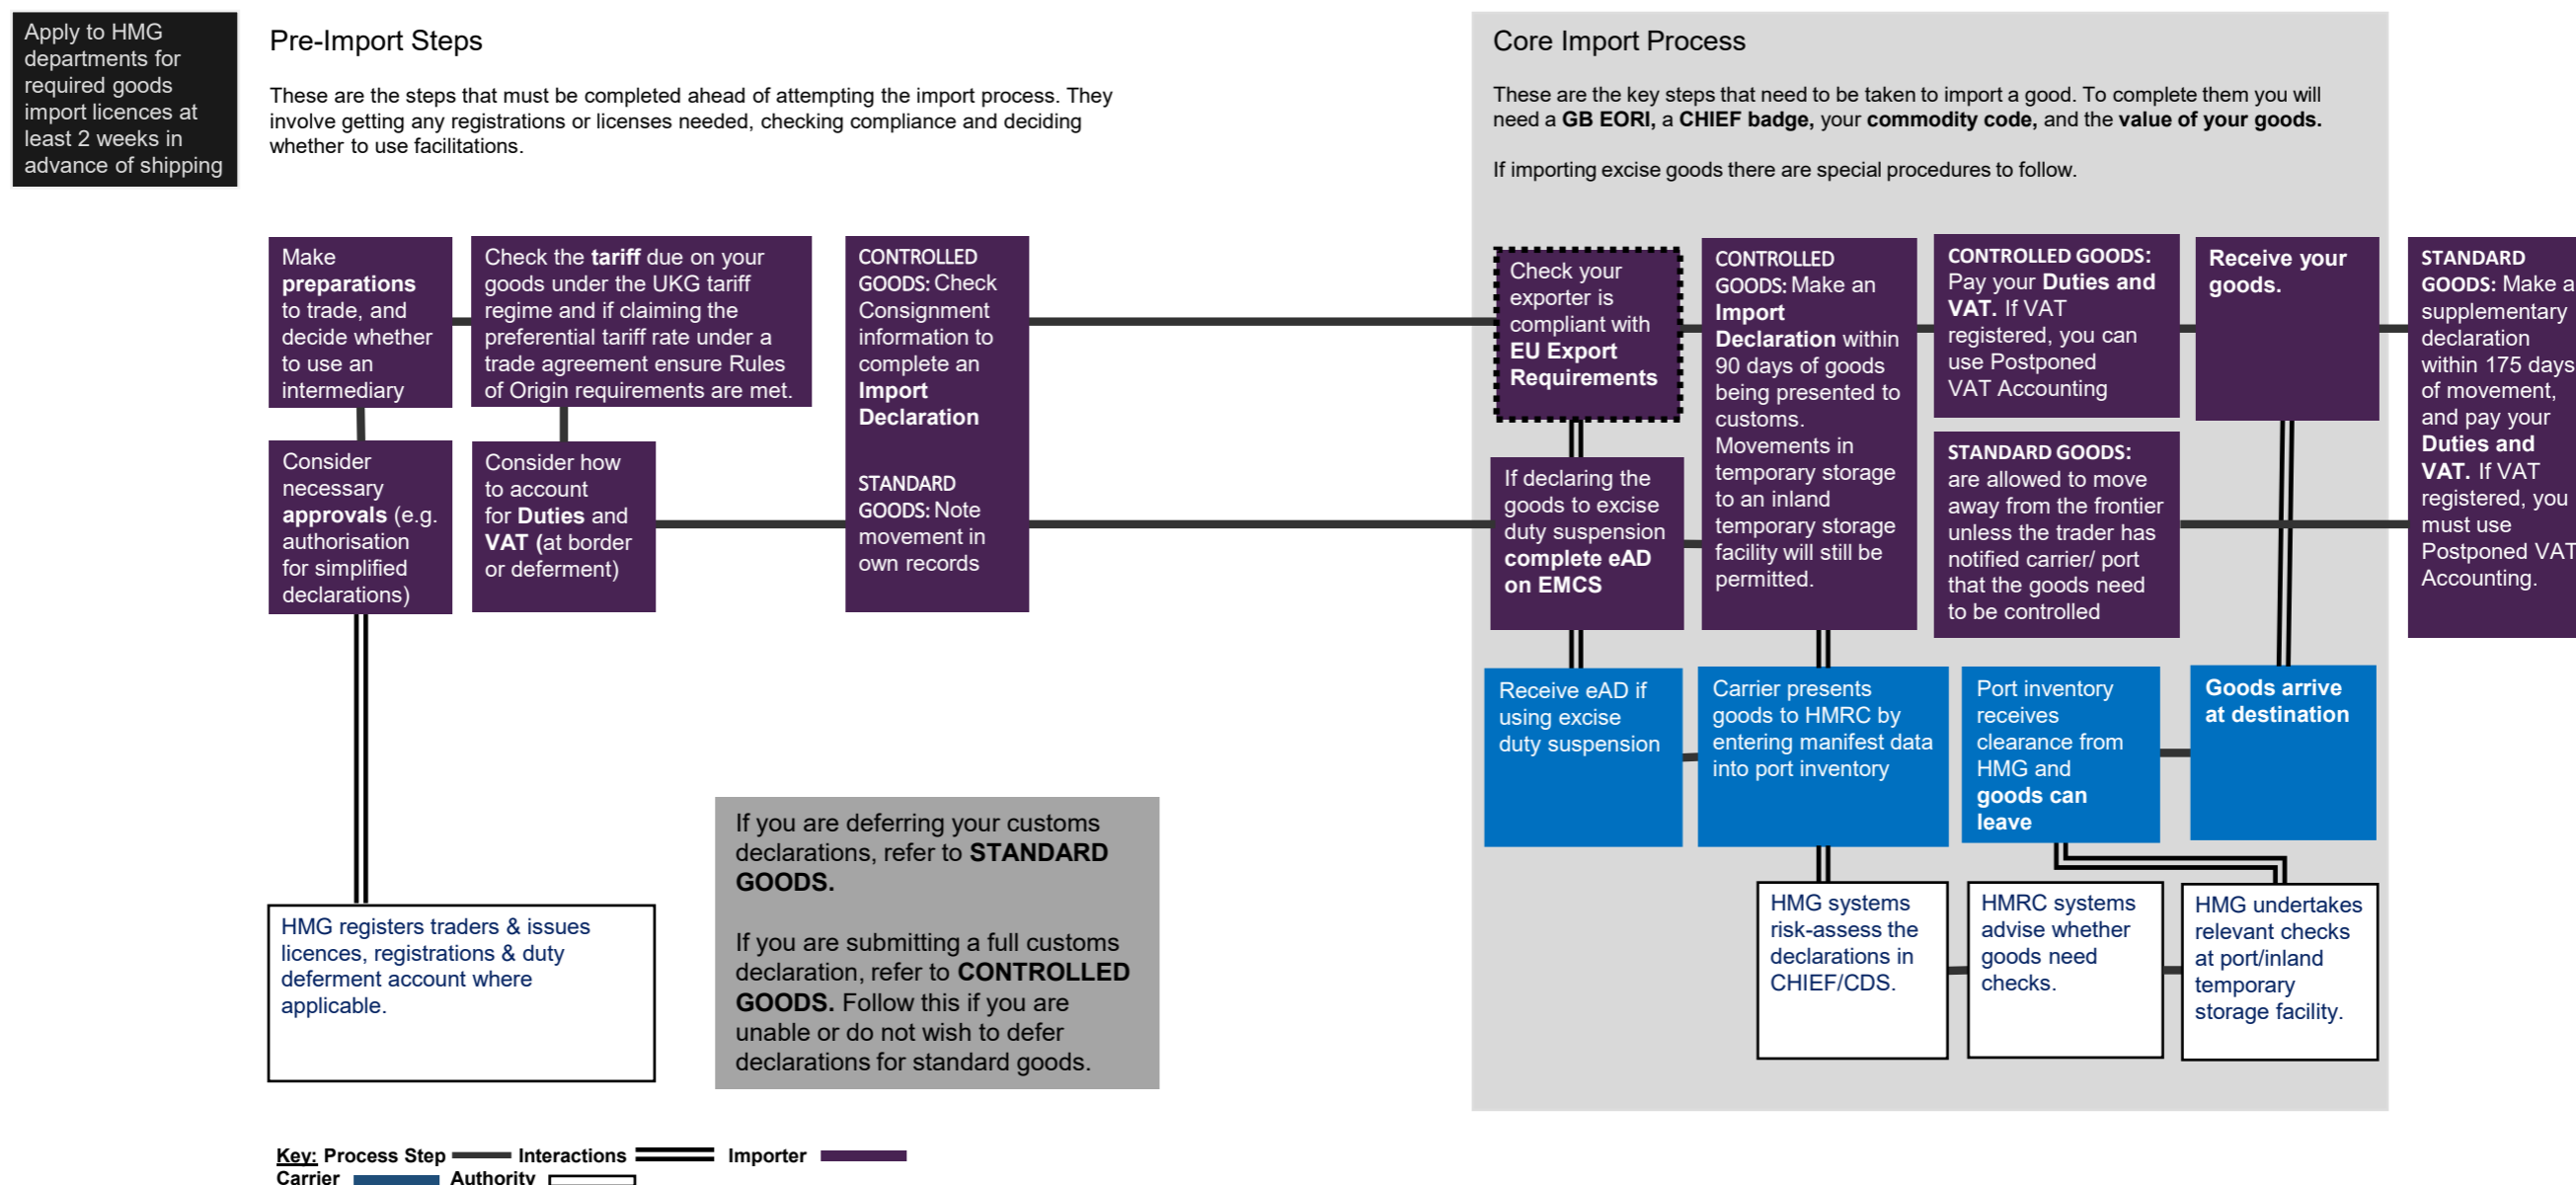 Apply to HMG
departments for
required goods
import licences at
least 2 weeks in
advance of shipping
Pre-Import Steps
These are the steps that must be completed ahead of attempting the import process. They
involve getting any registrations or licenses needed, checking compliance and deciding
whether to use facilitations.
Core Import Process
These are the key steps that need to be taken to import a good. To complete them you will
need a GB EORI, a CHIEF badge, your commodity code, and the value of your goods.
If importing excise goods there are special procedures to follow.
Make
preparations
to trade, and
decide whether
to use an
intermediary
Check the tariff due on your
goods under the UKG tariff
regime and if claiming the
preferential tariff rate under a
trade agreement ensure Rules
of Origin requirements are met.
Consider
necessary
approvals (e.g.
authorisation
for simplified
declarations)
Consider how
to account
for Duties and
VAT (at border
or deferment)
CONTROLLED
GOODS: Check
Consignment
information to
complete an
Import
Declaration
STANDARD
GOODS: Note
movement in
own records
Check your
exporter is
compliant with
EU Export
Requirements
If declaring the
goods to excise
duty suspension
complete eAD
on EMCS
CONTROLLED
GOODS: Make an
Import
Declaration within
90 days of goods
being presented to
customs.
Movements in
temporary storage
to an inland
temporary storage
facility will still be
permitted.
CONTROLLED GOODS:
Pay your Duties and
VAT. If VAT
registered, you can
use Postponed
VAT Accounting
STANDARD GOODS:
are allowed to move
away from the frontier
unless the trader has
notified carrier/ port
that the goods need
to be controlled
Receive your
goods.
STANDARD
GOODS: Make a
supplementary
declaration
within 175 days
of movement,
and pay your
Duties and
VAT. If VAT
registered, you
must use
Postponed VAT
Accounting.
Receive eAD if
using excise
duty suspension
Carrier presents
goods to HMRC by
entering manifest data
into port inventory
Port inventory
receives
clearance from
HMG and
goods can
leave
Goods arrive
at destination
HMG registers traders & issues
licences, registrations & duty
deferment account where
applicable.
If you are deferring your customs
declarations, refer to STANDARD
GOODS.
If you are submitting a full customs
declaration, refer to CONTROLLED
GOODS. Follow this if you are
unable or do not wish to defer
declarations for standard goods.
HMG systems
risk-assess the
declarations in
CHIEF/CDS.
HMRC systems
advise whether
goods need
checks.
HMG undertakes
relevant checks
at port/inland
temporary
storage facility.
Key: Process Step Interactions Importer
Carrier Authority